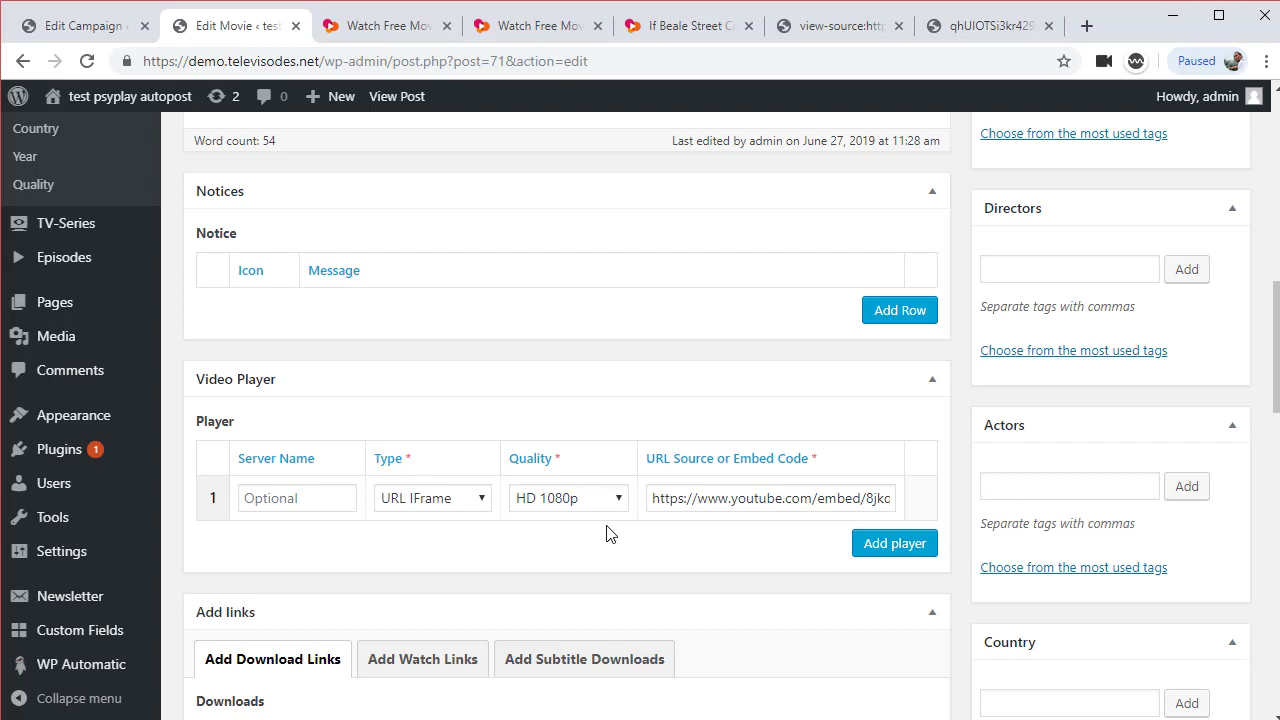 Edit Campaign
Edit Movie ‹ test
Watch Free Mov
Watch Free Mov
If Beale Street C
view-source:http
qhUIOTSi3kr429
https://demo.televisodes.net/wp-admin/post.php?post=71&action=edit
Paused
test psyplay autopost
2
0
New
View Post
Howdy, admin
Country
Year
Quality
TV-Series
Episodes
Pages
Media
Comments
Appearance
Plugins 1
Users
Tools
Settings
Newsletter
Custom Fields
WP Automatic
Collapse menu
Word count: 54
Last edited by admin on June 27, 2019 at 11:28 am
Notices
Notice
Icon
Message
Add Row
Video Player
Player
Server Name
Type *
Quality *
URL Source or Embed Code *
1
Optional
URL IFrame
HD 1080p
https://www.youtube.com/embed/8jkc
Add player
Add links
Add Download Links
Add Watch Links
Add Subtitle Downloads
Downloads
Choose from the most used tags
Directors
Add
Separate tags with commas
Choose from the most used tags
Actors
Add
Separate tags with commas
Choose from the most used tags
Country
Add